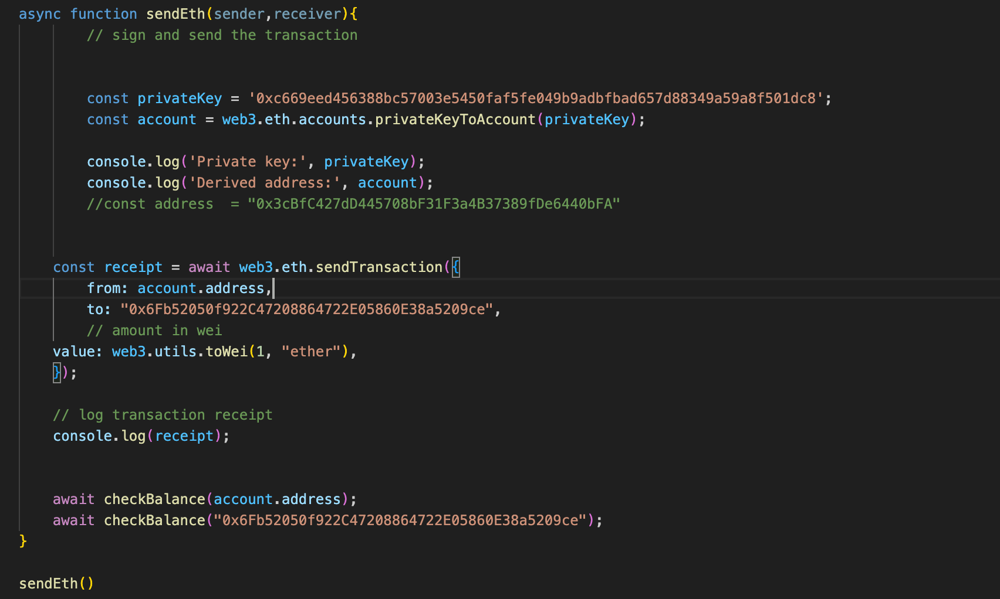 async function sendEth(sender,receiver){
// sign and send the transaction
const privateKey = '0xc669eed456388bc57003e5450faf5fe049b9adbfbad657d88349a59a8f501dc8';
const account = web3.eth.accounts.privateKeyToAccount(privateKey);
console.log('Private key:', privateKey);
console.log('Derived address:', account);
//const address  = "0x3cBfC427dD445708bF31F3a4B37389fDe6440bFA"
const receipt = await web3.eth.sendTransaction({
from: account.address,
to: "0x6Fb52050f922C47208864722E05860E38a5209ce",
// amount in wei
value: web3.utils.toWei(1, "ether"),
});
// log transaction receipt
console.log(receipt);
await checkBalance(account.address);
await checkBalance("0x6Fb52050f922C47208864722E05860E38a5209ce");
}
sendEth()